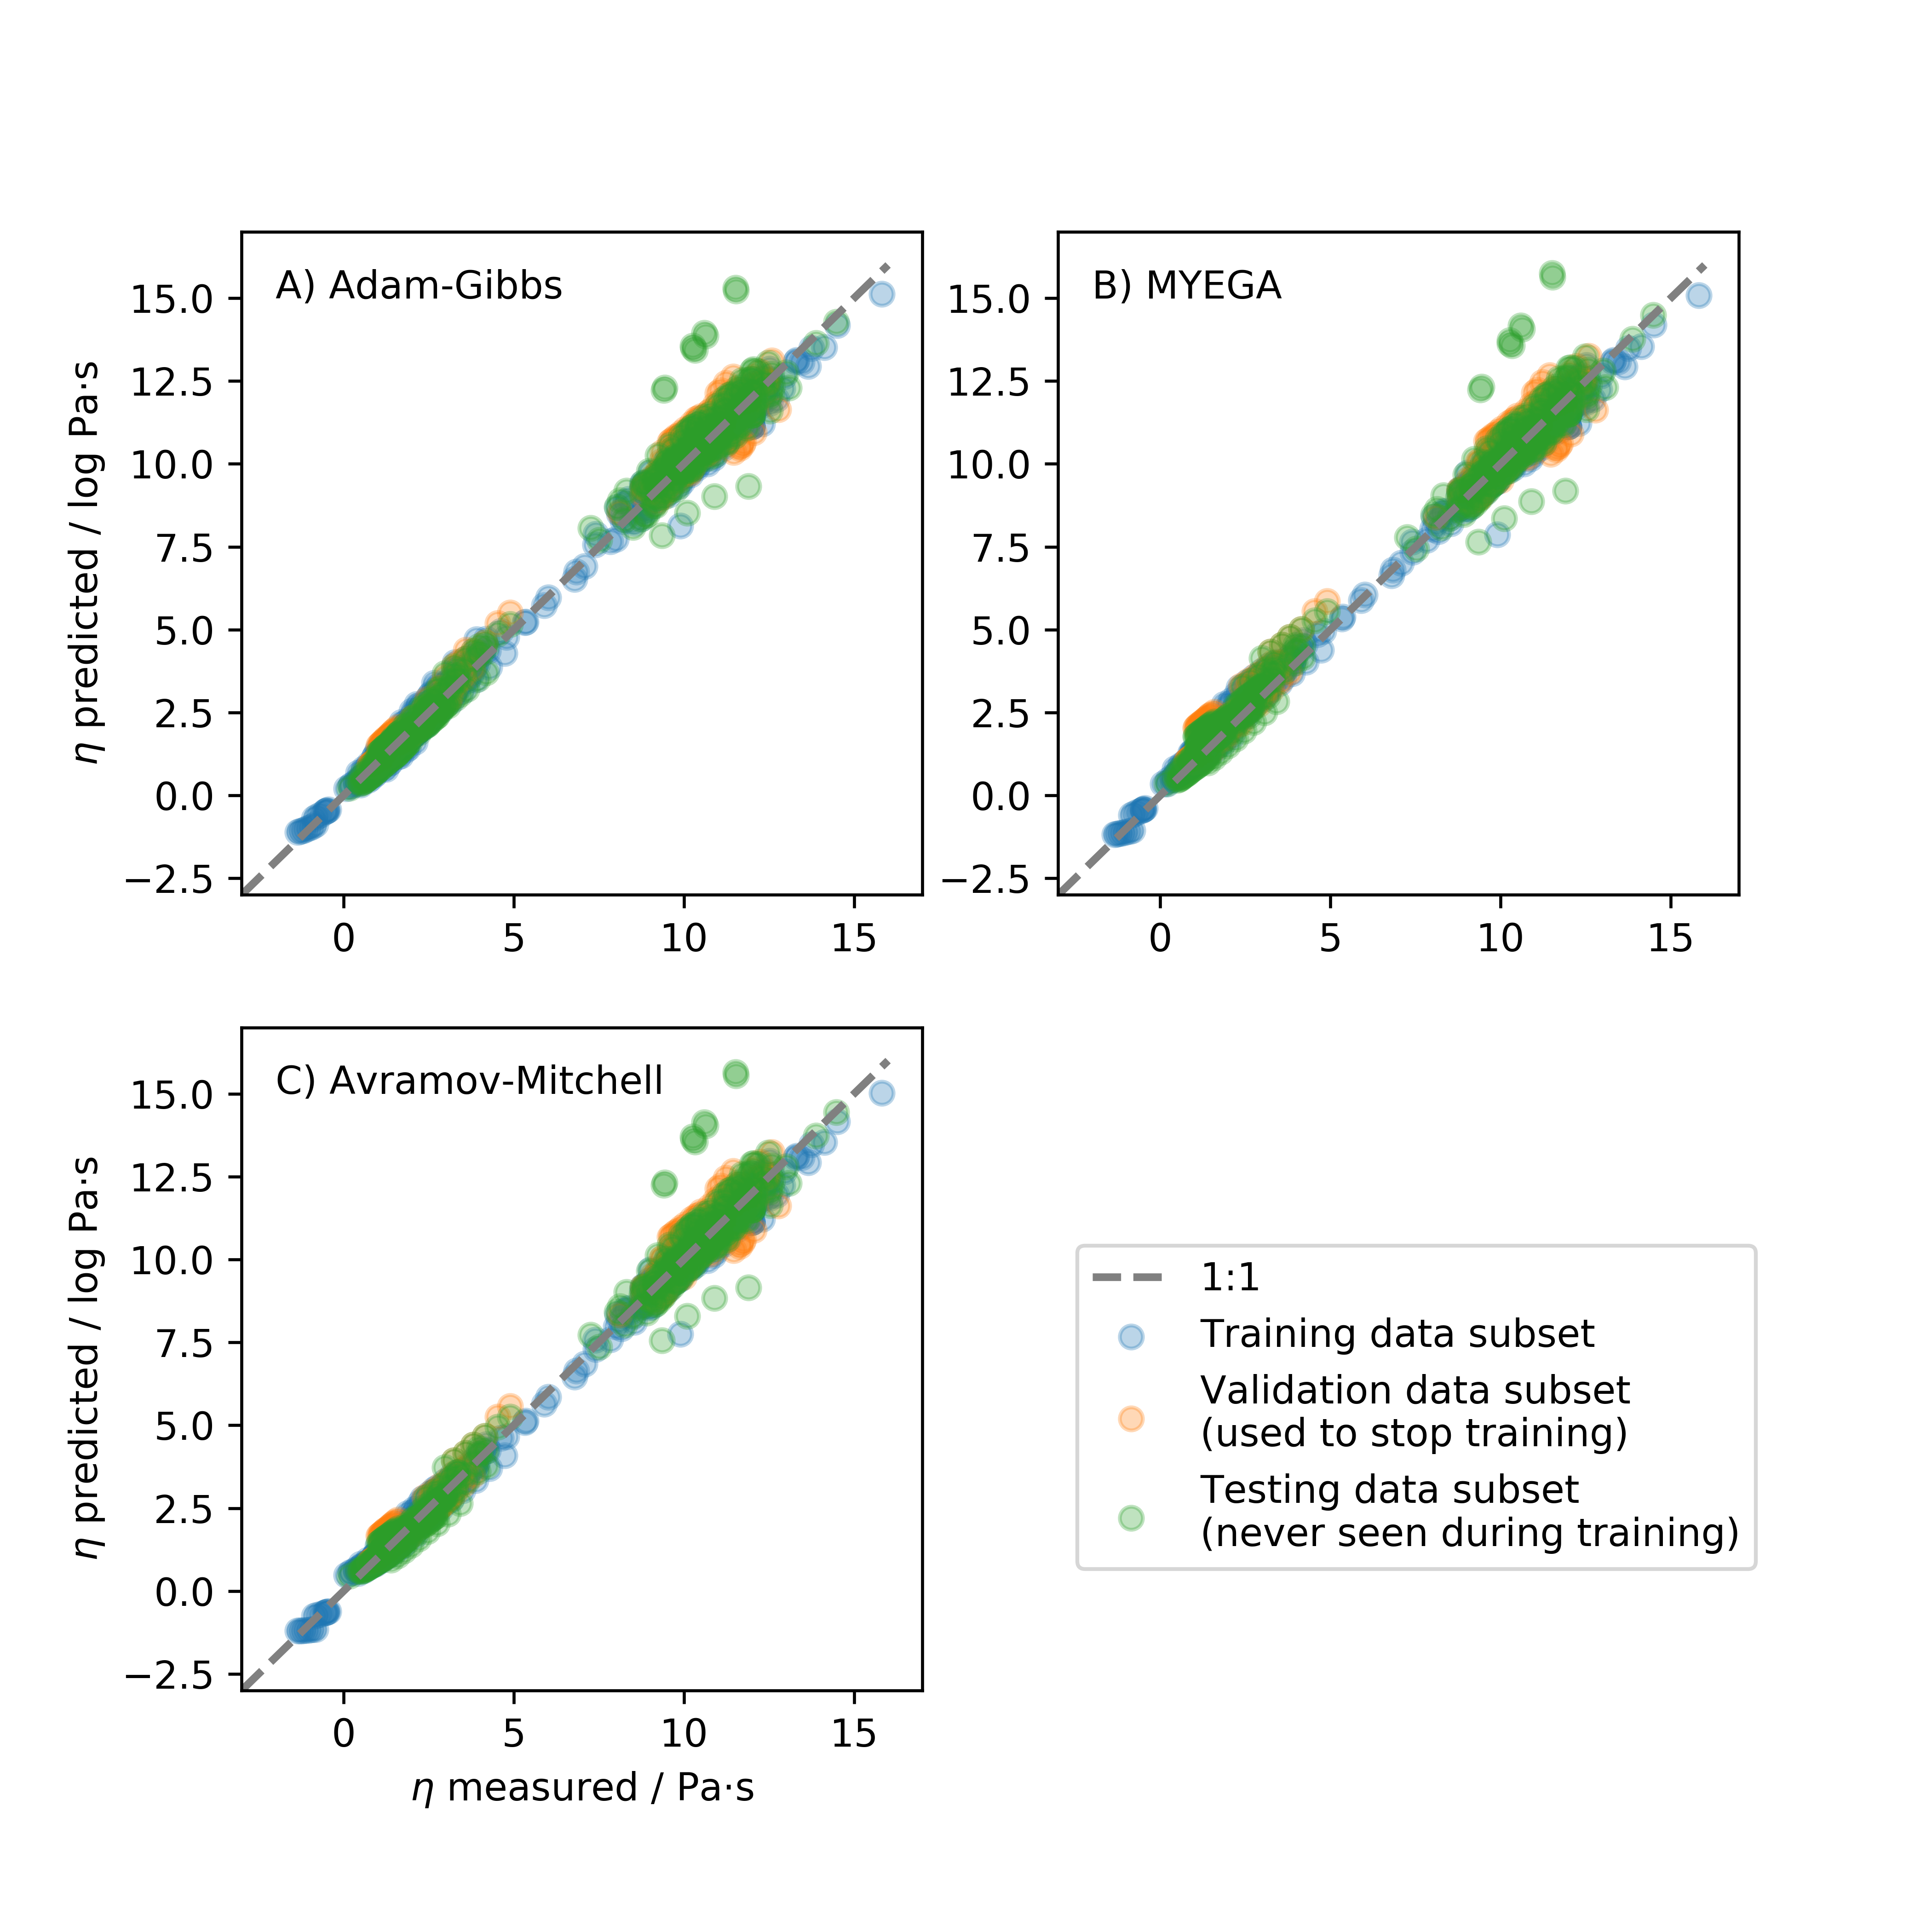 A) Adam-Gibbs
η predicted / log Pa·s
15.0
12.5
10.0
7.5
5.0
2.5
0.0
−2.5
0 5 10 15
B) MYEGA
15.0
12.5
10.0
7.5
5.0
2.5
0.0
−2.5
0 5 10 15
C) Avramov-Mitchell
η predicted / log Pa·s
15.0
12.5
10.0
7.5
5.0
2.5
0.0
−2.5
0 5 10 15
η measured / Pa·s
1:1
Training data subset
Validation data subset
(used to stop training)
Testing data subset
(never seen during training)